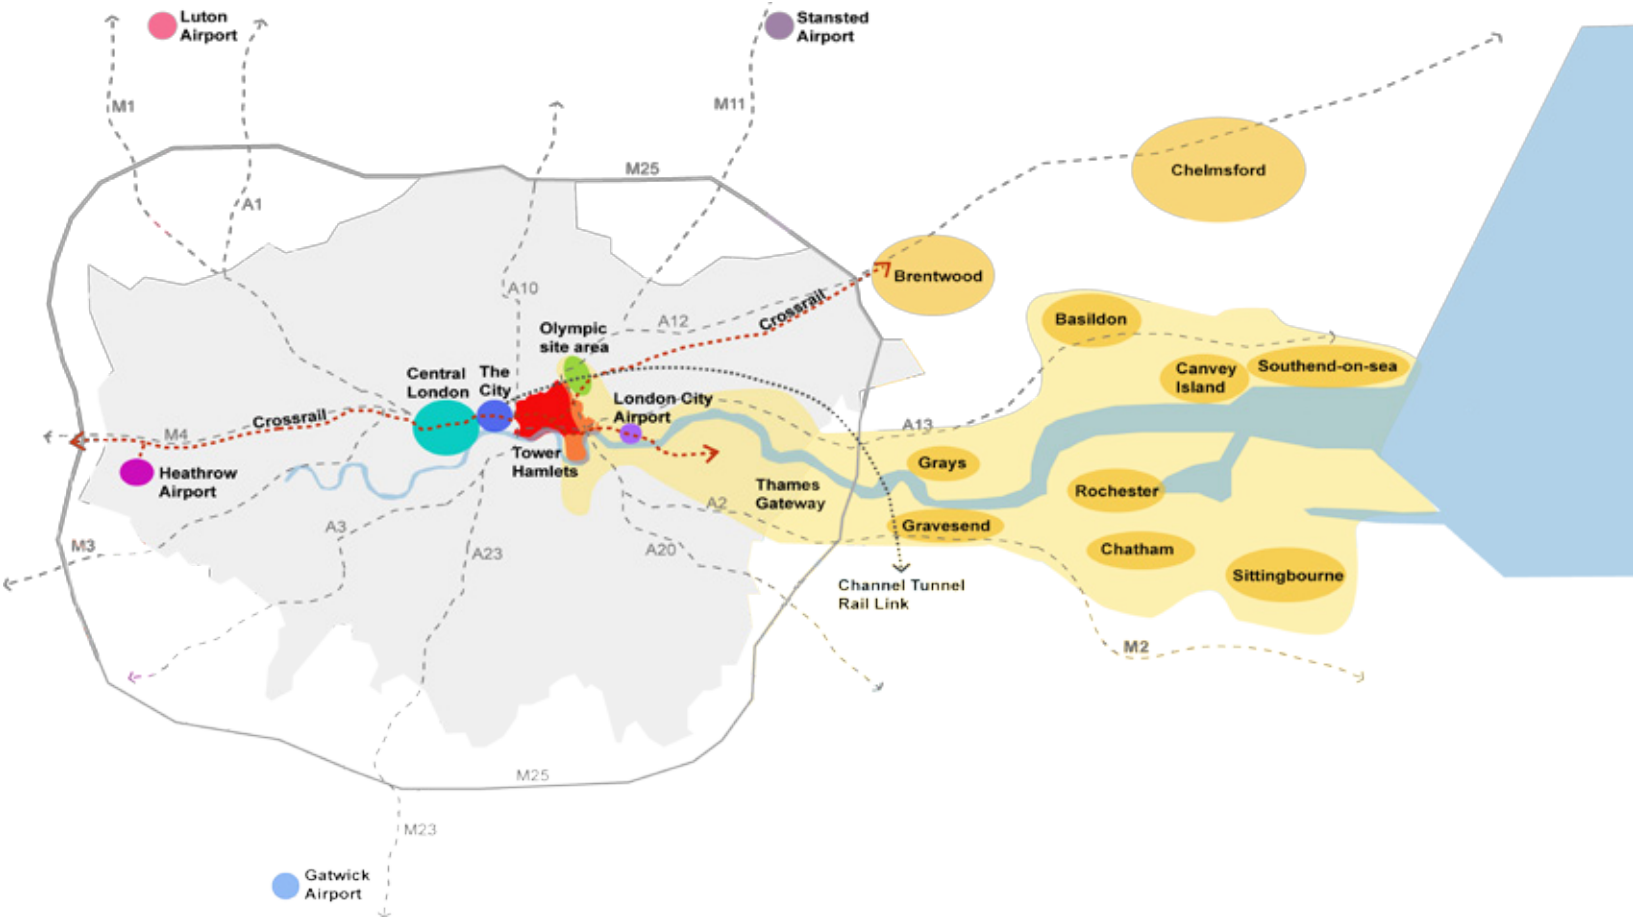 Luton
Airport
Stansted
Airport
M1
M11
M25
Chelmsford
A1
Brentwood
A10
Crossrail
A12
Basildon
Olympic
site area
Canvey
Island
Southend-on-sea
Central
London
The
City
London City
Airport
Crossrail
M4
A13
Tower
Hamlets
Grays
Heathrow
Airport
Thames
Gateway
Rochester
A2
A3
Gravesend
M3
A23
A20
Chatham
Sittingbourne
Channel Tunnel
Rail Link
M2
M25
M23
Gatwick
Airport